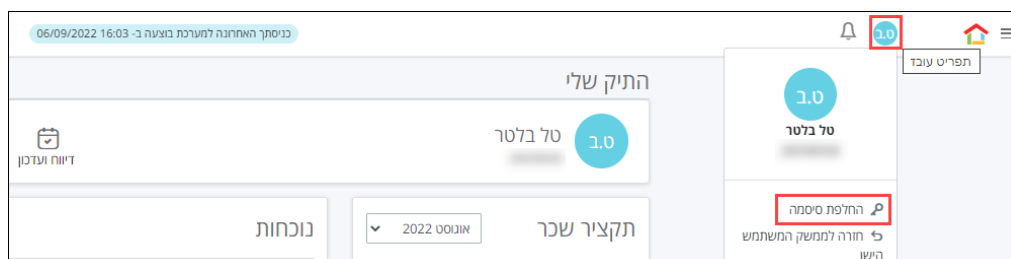 כניסתך האחרונה למערכת בוצעה ב- 06/09/2022 16:03
ט.ב
תפריט עובד
ט.ב
טל בלטר
החלפת סיסמה
חזרה לממשק המשתמש
הישן
התיק שלי
ט.ב
טל בלטר
דיווח ועדכון
תקציר שכר
אוגוסט 2022
נוכחות